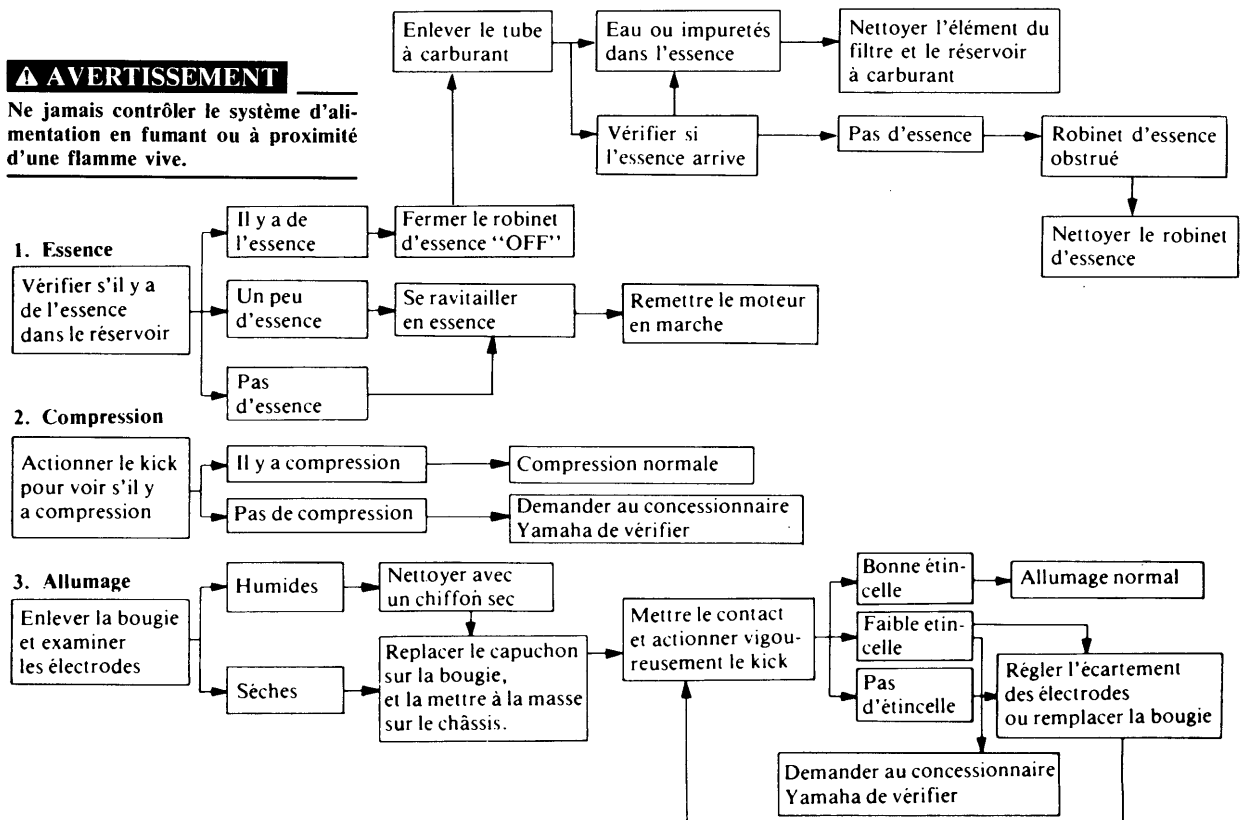 ⚠ AVERTISSEMENT
Ne jamais contrôler le système d'ali-
mentation en fumant ou à proximité
d'une flamme vive.
Enlever le tube
à carburant
Eau ou impuretés
dans l'essence
Nettoyer l'élément du
filtre et le réservoir
à carburant
Vérifier si
l'essence arrive
Pas d'essence
Robinet d'essence
obstrué
Nettoyer le robinet
d'essence
1. Essence
Vérifier s'il y a
de l'essence
dans le réservoir
Il y a de
l'essence
Fermer le robinet
d'essence "OFF"
Un peu
d'essence
Se ravitailler
en essence
Remettre le moteur
en marche
Pas
d'essence
2. Compression
Actionner le kick
pour voir s'il y
a compression
Il y a compression
Compression normale
Pas de compression
Demander au concessionnaire
Yamaha de vérifier
3. Allumage
Enlever la bougie
et examiner
les électrodes
Humides
Nettoyer avec
un chiffon sec
Séches
Replacer le capuchon
sur la bougie,
et la mettre à la masse
sur le châssis.
Mettre le contact
et actionner vigou-
reusement le kick
Bonne étin-
celle
Allumage normal
Faible etin-
celle
Pas
d'étincelle
Régler l'écartement
des électrodes
ou remplacer la bougie
Demander au concessionnaire
Yamaha de vérifier